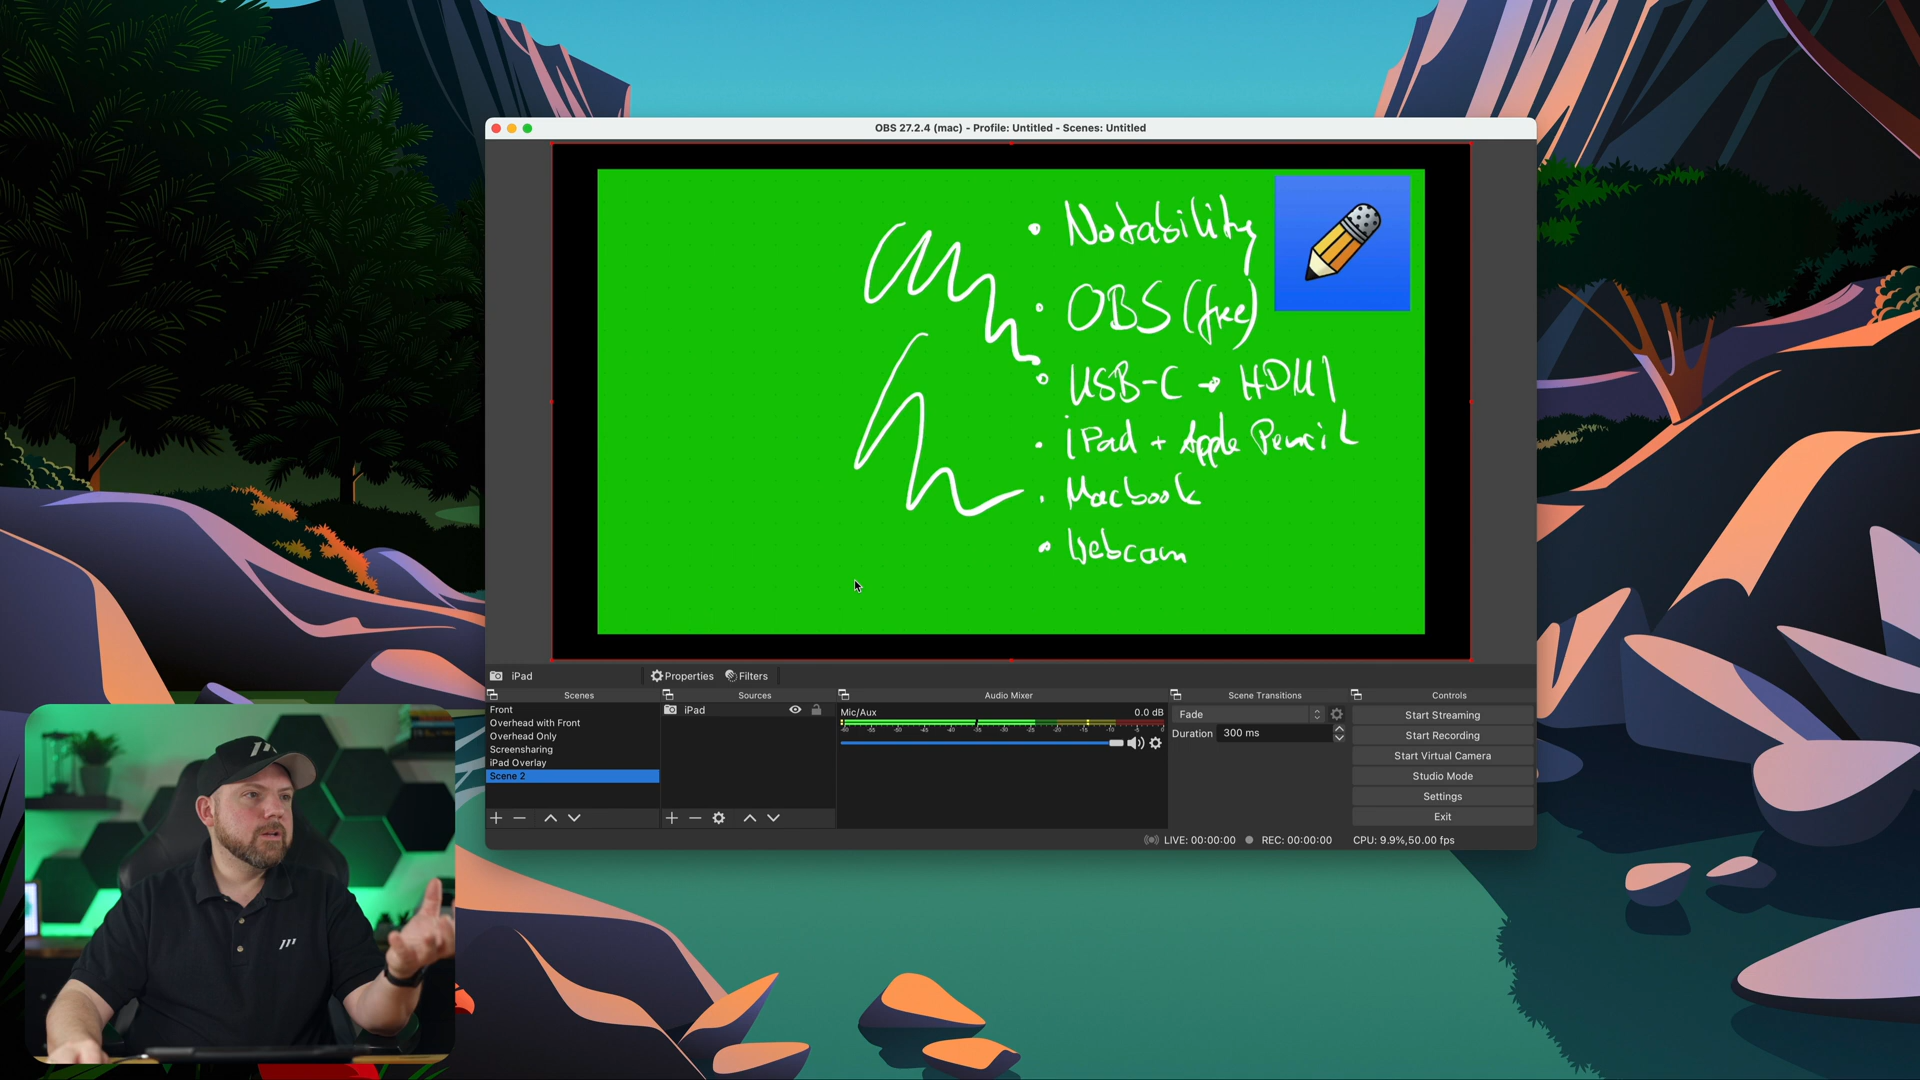 OBS 27.2.4 (mac) - Profile: Untitled - Scenes: Untitled
• Notability
• OBS (free)
• USB-C → HDMI
• iPad + Apple Pencil
• Macbook
• Webcam
iPad
Properties
Filters
Scenes
Front
Overhead with Front
Overhead Only
Screensharing
iPad Overlay
Scene 2
Sources
iPad
Audio Mixer
Mic/Aux 0.0 dB
Scene Transitions
Fade
Duration 300 ms
Controls
Start Streaming
Start Recording
Start Virtual Camera
Studio Mode
Settings
Exit
LIVE: 00:00:00 REC: 00:00:00 CPU: 9.9%,50.00 fps